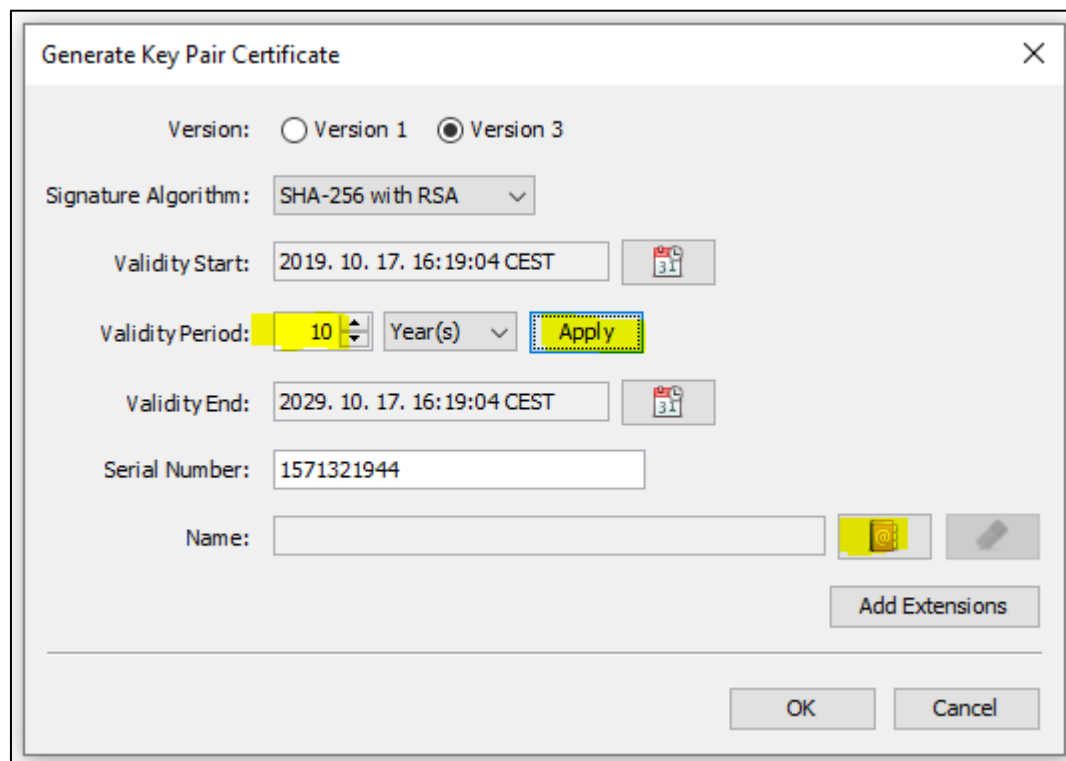 Generate Key Pair Certificate
Version: Version 1 Version 3
Signature Algorithm: SHA-256 with RSA
Validity Start: 2019. 10. 17. 16:19:04 CEST 31
Validity Period: 10 Year(s) Apply
Validity End: 2029. 10. 17. 16:19:04 CEST 31
Serial Number: 1571321944
Name: @
Add Extensions
OK Cancel